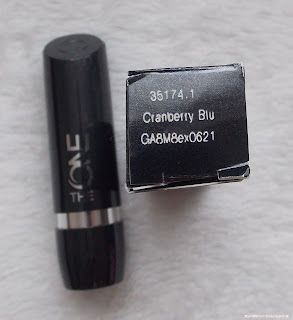 THE
ONE
35174.1
Cranberry Blu
GA8M8ex0621